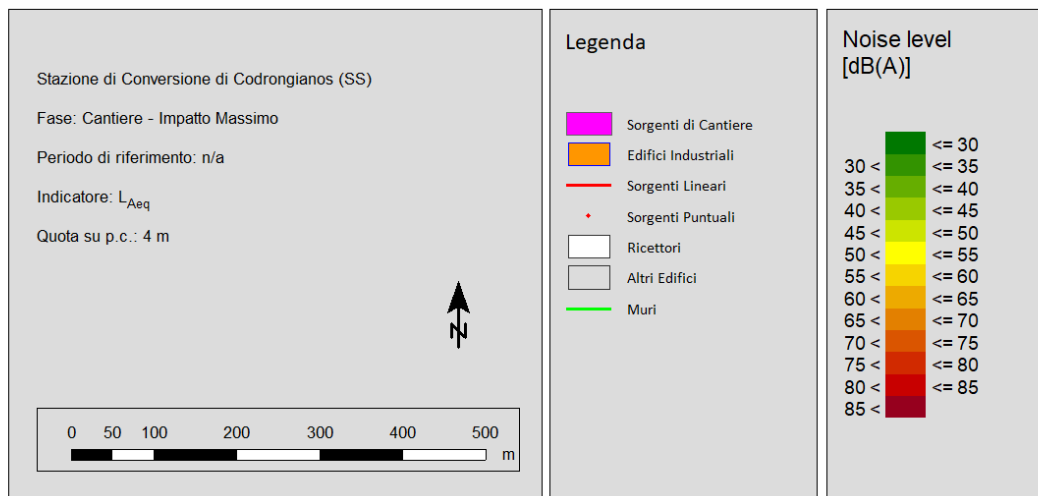 Stazione di Conversione di Codrongianos (SS)
Fase: Cantiere - Impatto Massimo
Periodo di riferimento: n/a
Indicatore: LAeq
Quota su p.c.: 4 m
N
0 50 100 200 300 400 500
m
Legenda
Sorgenti di Cantiere
Edifici Industriali
Sorgenti Lineari
Sorgenti Puntuali
Ricettori
Altri Edifici
Muri
Noise level
[dB(A)]
<= 30
30 < <= 35
35 < <= 40
40 < <= 45
45 < <= 50
50 < <= 55
55 < <= 60
60 < <= 65
65 < <= 70
70 < <= 75
75 < <= 80
80 < <= 85
85 <